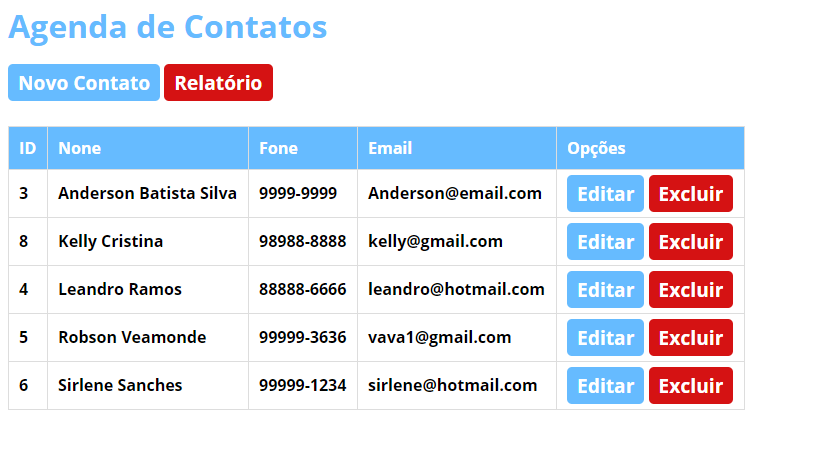 Agenda de Contatos
Novo Contato Relatório
ID None Fone Email Opções
3 Anderson Batista Silva 9999-9999 Anderson@email.com Editar Excluir
8 Kelly Cristina 98988-8888 kelly@gmail.com Editar Excluir
4 Leandro Ramos 88888-6666 leandro@hotmail.com Editar Excluir
5 Robson Veamonde 99999-3636 vava1@gmail.com Editar Excluir
6 Sirlene Sanches 99999-1234 sirlene@hotmail.com Editar Excluir